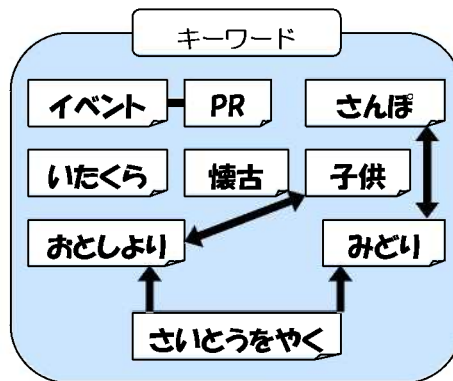 キーワード
イベント PR さんぽ
いたくら 懐古 子供
おとしより みどり
さいとうをやく